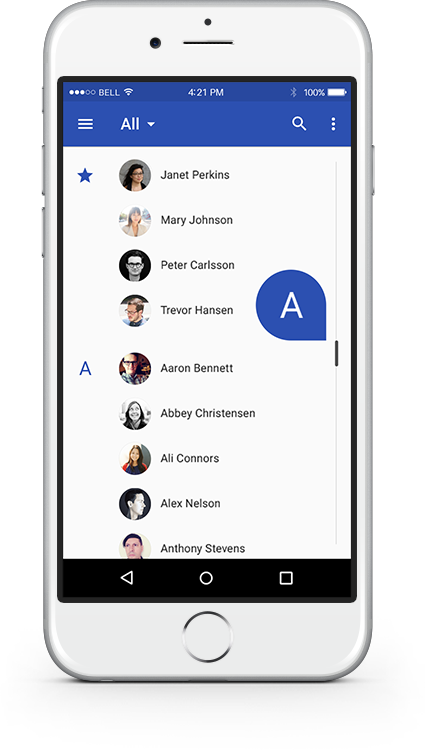 BELL 4:21 PM 100%
All
Janet Perkins
Mary Johnson
Peter Carlsson
Trevor Hansen
A
A Aaron Bennett
Abbey Christensen
Ali Connors
Alex Nelson
Anthony Stevens